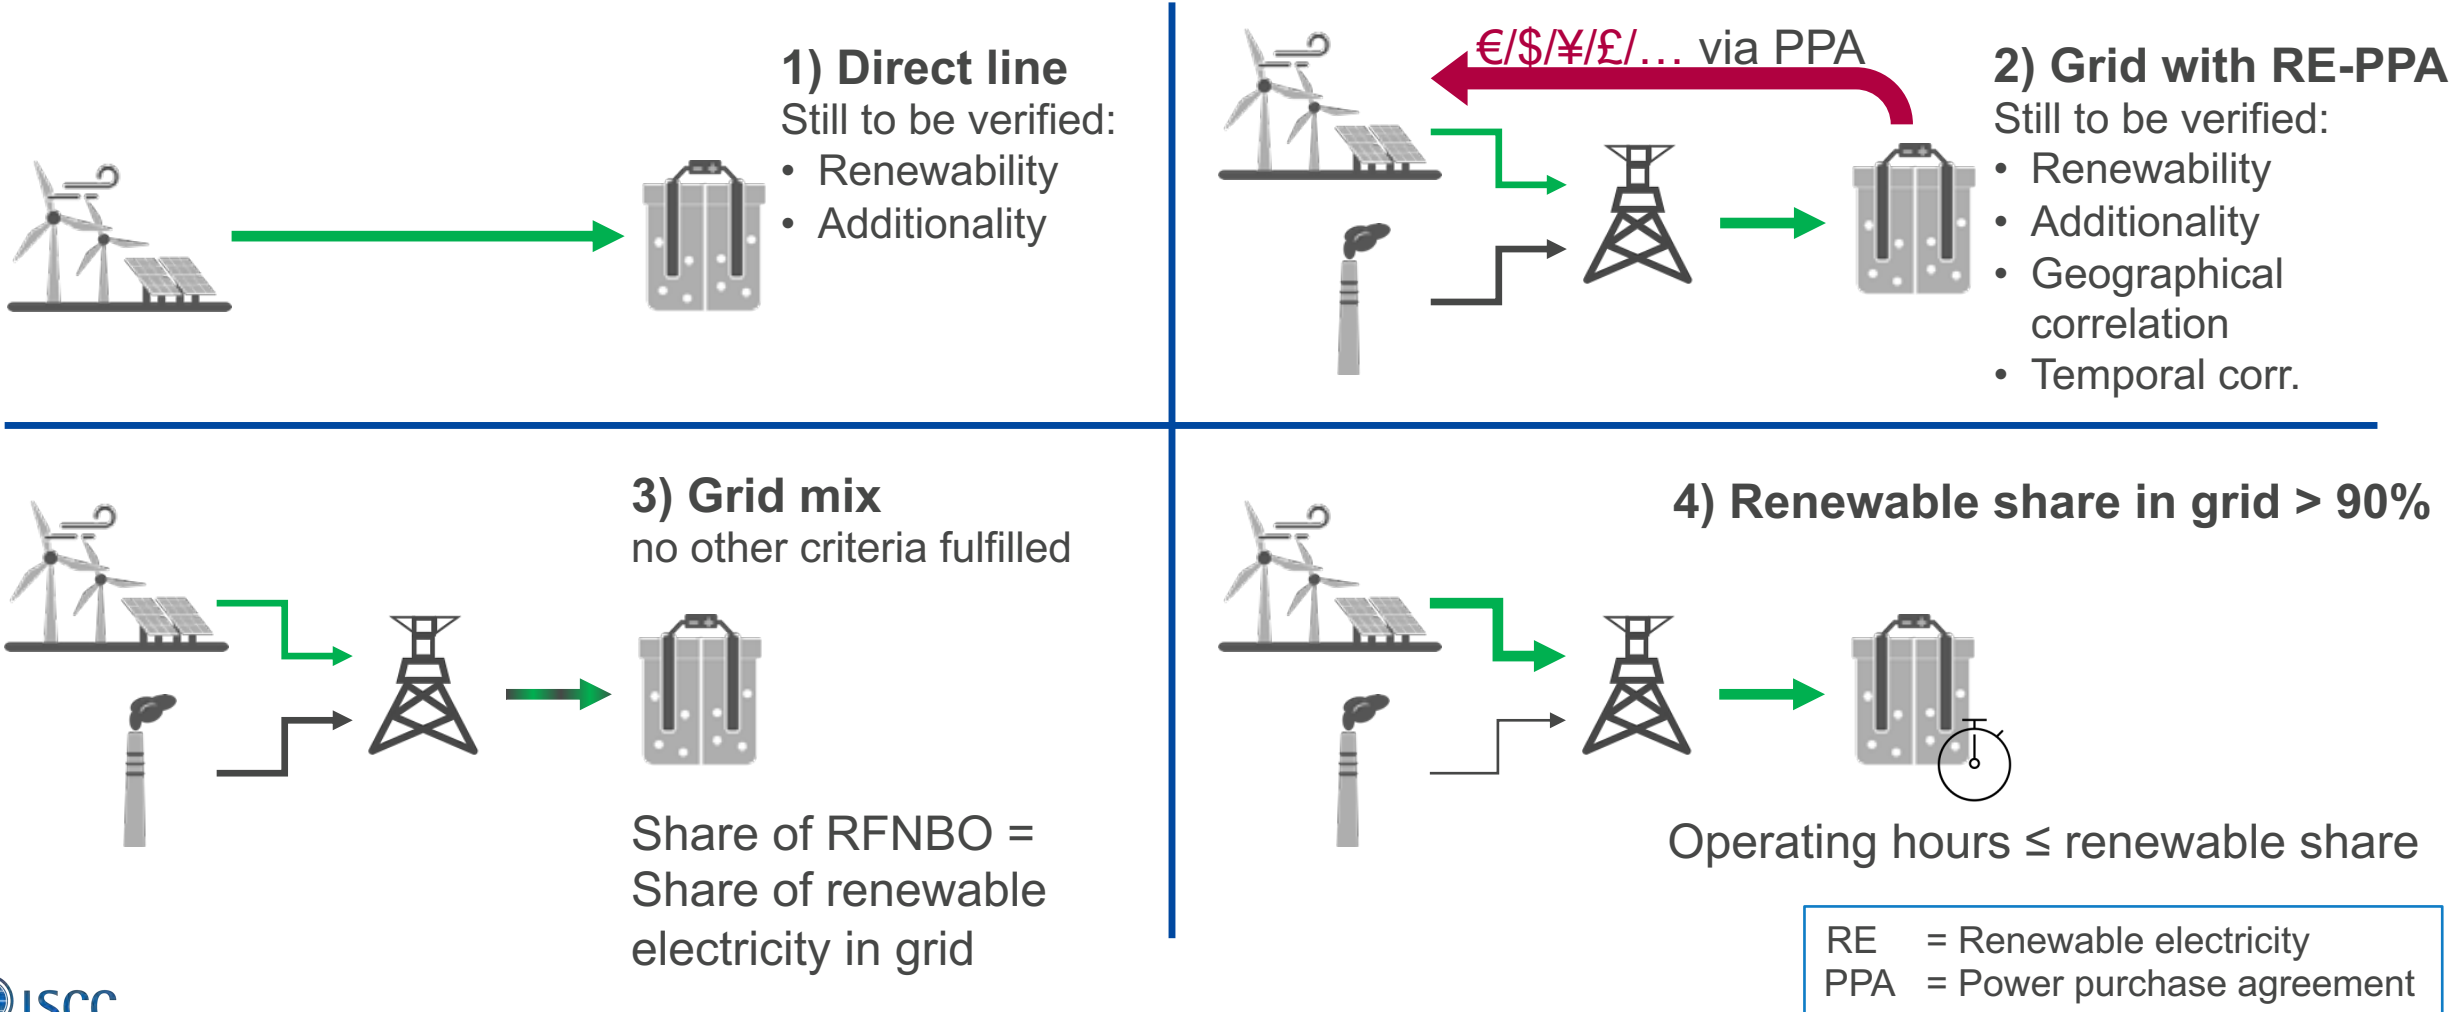 1) Direct line
Still to be verified:
• Renewability
• Additionality
€/$/¥/£/… via PPA
2) Grid with RE-PPA
Still to be verified:
• Renewability
• Additionality
• Geographical
correlation
• Temporal corr.
3) Grid mix
no other criteria fulfilled
Share of RFNBO =
Share of renewable
electricity in grid
4) Renewable share in grid > 90%
Operating hours ≤ renewable share
RE = Renewable electricity
PPA = Power purchase agreement
ISCC